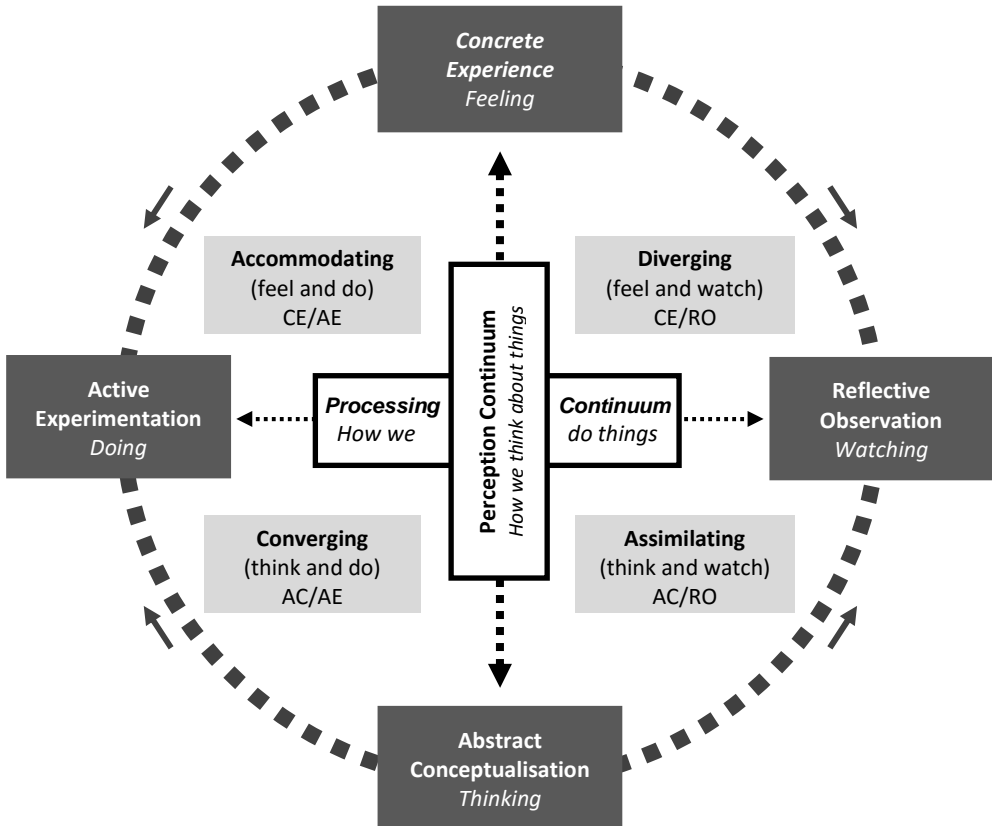 Concrete
Experience
Feeling
Accommodating
(feel and do)
CE/AE
Diverging
(feel and watch)
CE/RO
Active
Experimentation
Doing
Processing
How we
Perception Continuum
How we think about things
Continuum
do things
Reflective
Observation
Watching
Converging
(think and do)
AC/AE
Assimilating
(think and watch)
AC/RO
Abstract
Conceptualisation
Thinking